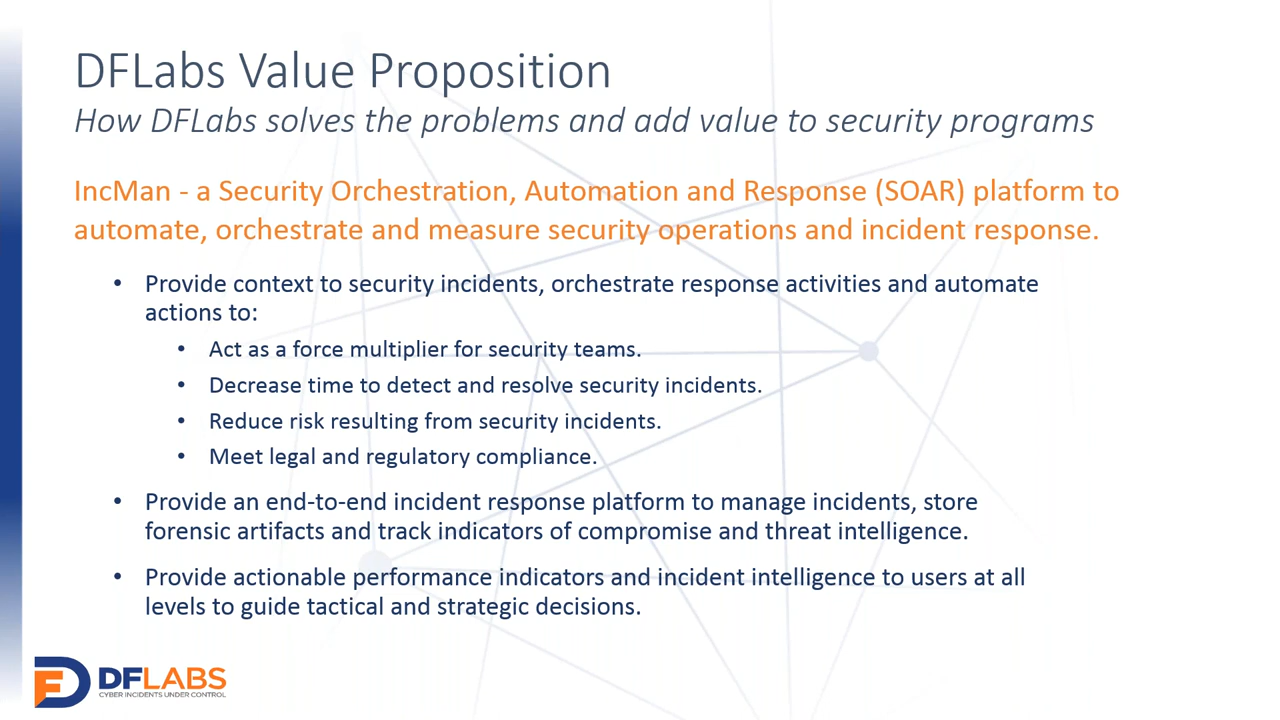 DFLabs Value Proposition
How DFLabs solves the problems and add value to security programs
IncMan - a Security Orchestration, Automation and Response (SOAR) platform to
automate, orchestrate and measure security operations and incident response.
• Provide context to security incidents, orchestrate response activities and automate
actions to:
• Act as a force multiplier for security teams.
• Decrease time to detect and resolve security incidents.
• Reduce risk resulting from security incidents.
• Meet legal and regulatory compliance.
• Provide an end-to-end incident response platform to manage incidents, store
forensic artifacts and track indicators of compromise and threat intelligence.
• Provide actionable performance indicators and incident intelligence to users at all
levels to guide tactical and strategic decisions.
DFLABS
CYBER INCIDENTS UNDER CONTROL